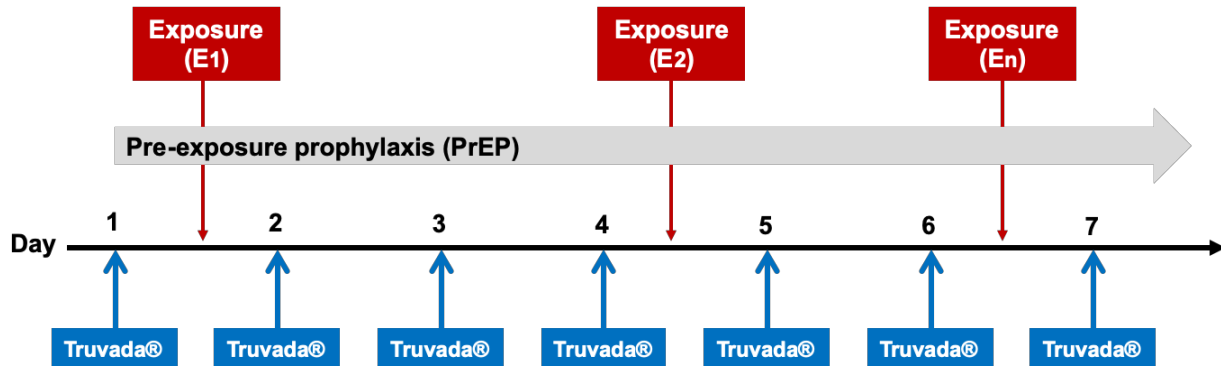 Exposure
(E1)
Exposure
(E2)
Exposure
(En)
Pre-exposure prophylaxis (PrEP)
Day 1 2 3 4 5 6 7
Truvada® Truvada® Truvada® Truvada® Truvada® Truvada® Truvada®